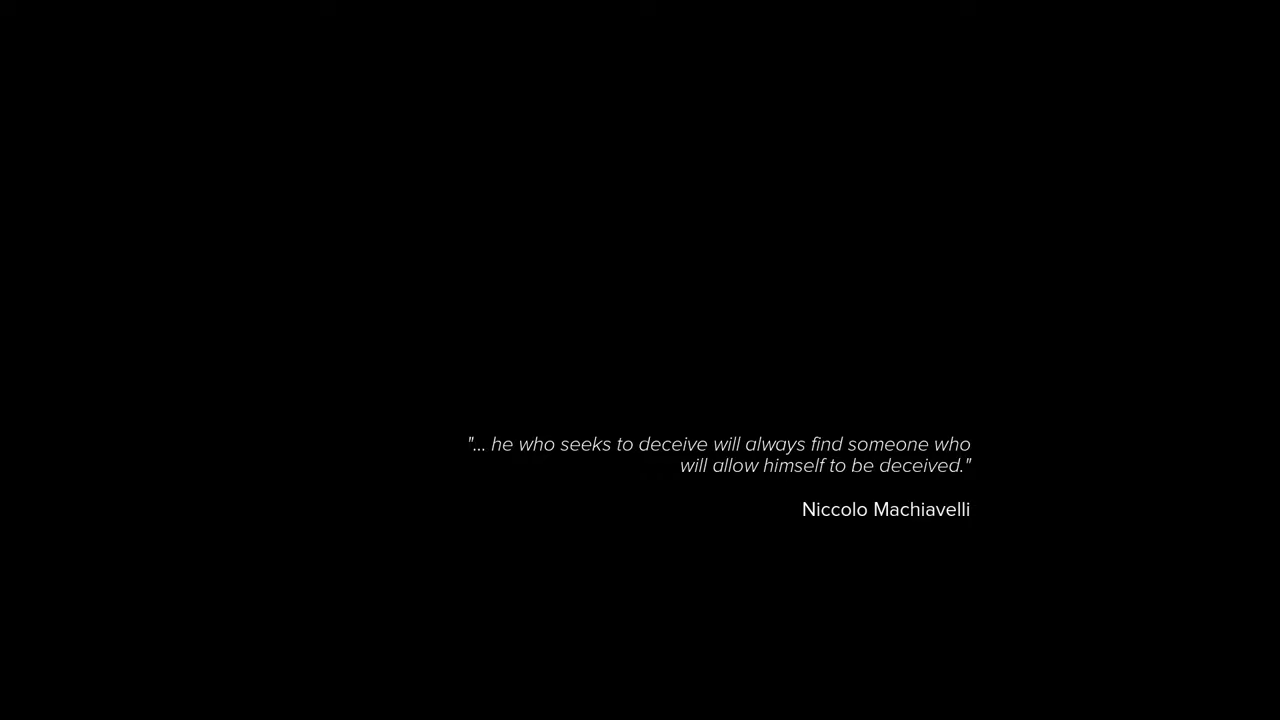 "... he who seeks to deceive will always find someone who
will allow himself to be deceived."
Niccolo Machiavelli